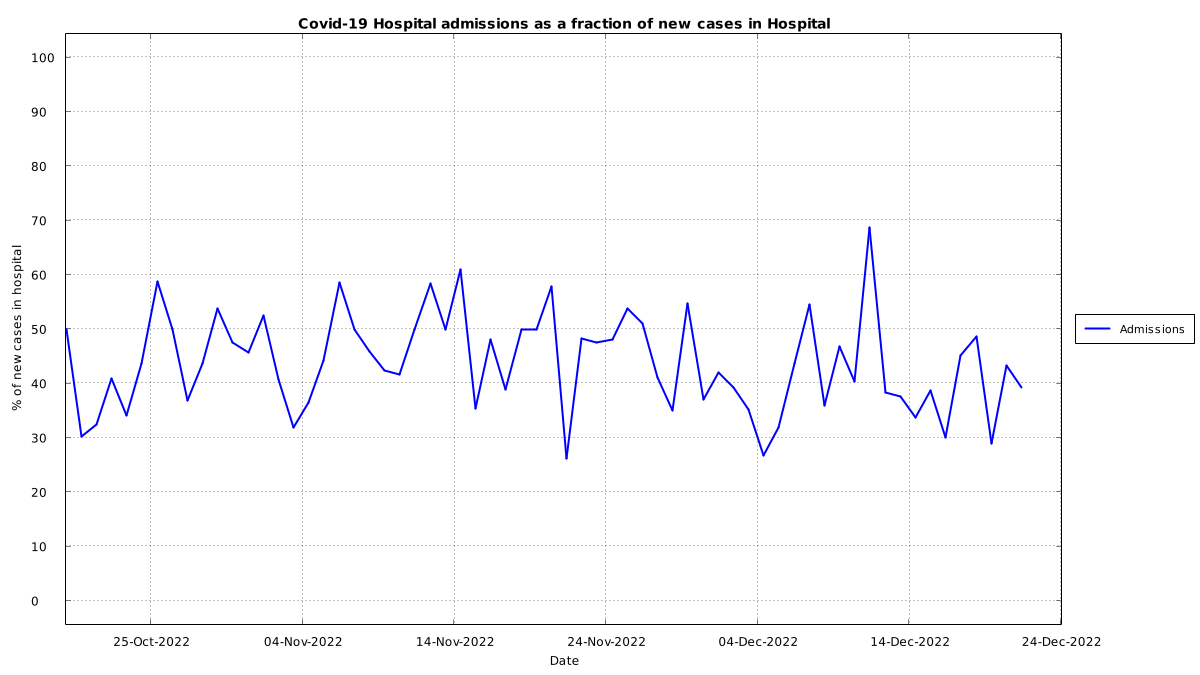 Covid-19 Hospital admissions as a fraction of new cases in Hospital
100
90
80
70
60
50
40
30
20
10
0
% of new cases in hospital
Admissions
25-Oct-2022
04-Nov-2022
14-Nov-2022
24-Nov-2022
04-Dec-2022
14-Dec-2022
24-Dec-2022
Date